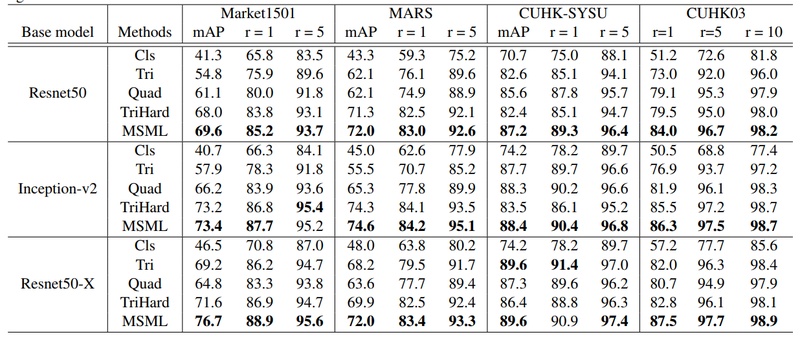 Market1501 MARS CUHK-SYSU CUHK03
Base model Methods mAP r = 1 r = 5 mAP r = 1 r = 5 mAP r = 1 r = 5 r=1 r=5 r = 10
Cls 41.3 65.8 83.5 43.3 59.3 75.2 70.7 75.0 88.1 51.2 72.6 81.8
Tri 54.8 75.9 89.6 62.1 76.1 89.6 82.6 85.1 94.1 73.0 92.0 96.0
Resnet50 Quad 61.1 80.0 91.8 62.1 74.9 88.9 85.6 87.8 95.7 79.1 95.3 97.9
TriHard 68.0 83.8 93.1 71.3 82.5 92.1 82.4 85.1 94.7 79.5 95.0 98.0
MSML 69.6 85.2 93.7 72.0 83.0 92.6 87.2 89.3 96.4 84.0 96.7 98.2
Cls 40.7 66.3 84.1 45.0 62.6 77.9 74.2 78.2 89.7 50.5 68.8 77.4
Tri 57.9 78.3 91.8 55.5 70.7 85.2 87.7 89.7 96.6 76.9 93.7 97.2
Inception-v2 Quad 66.2 83.9 93.6 65.3 77.8 89.9 88.3 90.2 96.6 81.9 96.1 98.3
TriHard 73.2 86.8 95.4 74.3 84.1 93.5 83.5 86.1 95.2 85.5 97.2 98.7
MSML 73.4 87.7 95.2 74.6 84.2 95.1 88.4 90.4 96.8 86.3 97.5 98.7
Cls 46.5 70.8 87.0 48.0 63.8 80.2 74.2 78.2 89.7 57.2 77.7 85.6
Tri 69.2 86.2 94.7 68.2 79.5 91.7 89.6 91.4 97.0 82.0 96.3 98.4
Resnet50-X Quad 64.8 83.3 93.8 63.6 77.7 89.4 87.3 89.6 96.2 80.7 94.9 97.9
TriHard 71.6 86.9 94.7 69.9 82.5 92.4 86.4 88.8 96.3 82.8 96.1 98.1
MSML 76.7 88.9 95.6 72.0 83.4 93.3 89.6 90.9 97.4 87.5 97.7 98.9